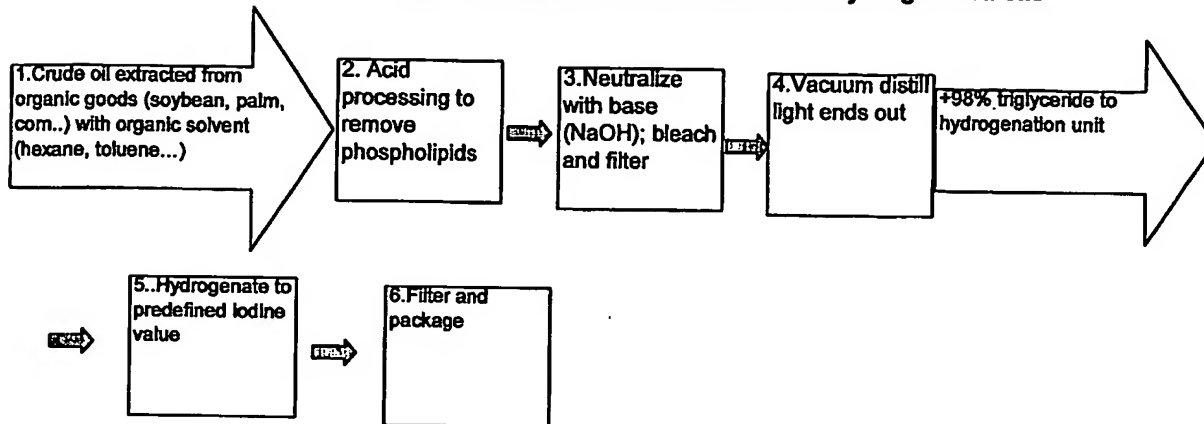 1.Crude oil extracted from
organic goods (soybean, palm,
corn..) with organic solvent
(hexane, toluene...)
2. Acid
processing to
remove
phospholipids
3.Neutralize
with base
(NaOH); bleach
and filter
4.Vacuum distill
light ends out
+98% triglyceride to
hydrogenation unit
5..Hydrogenate to
predefined iodine
value
6.Filter and
package